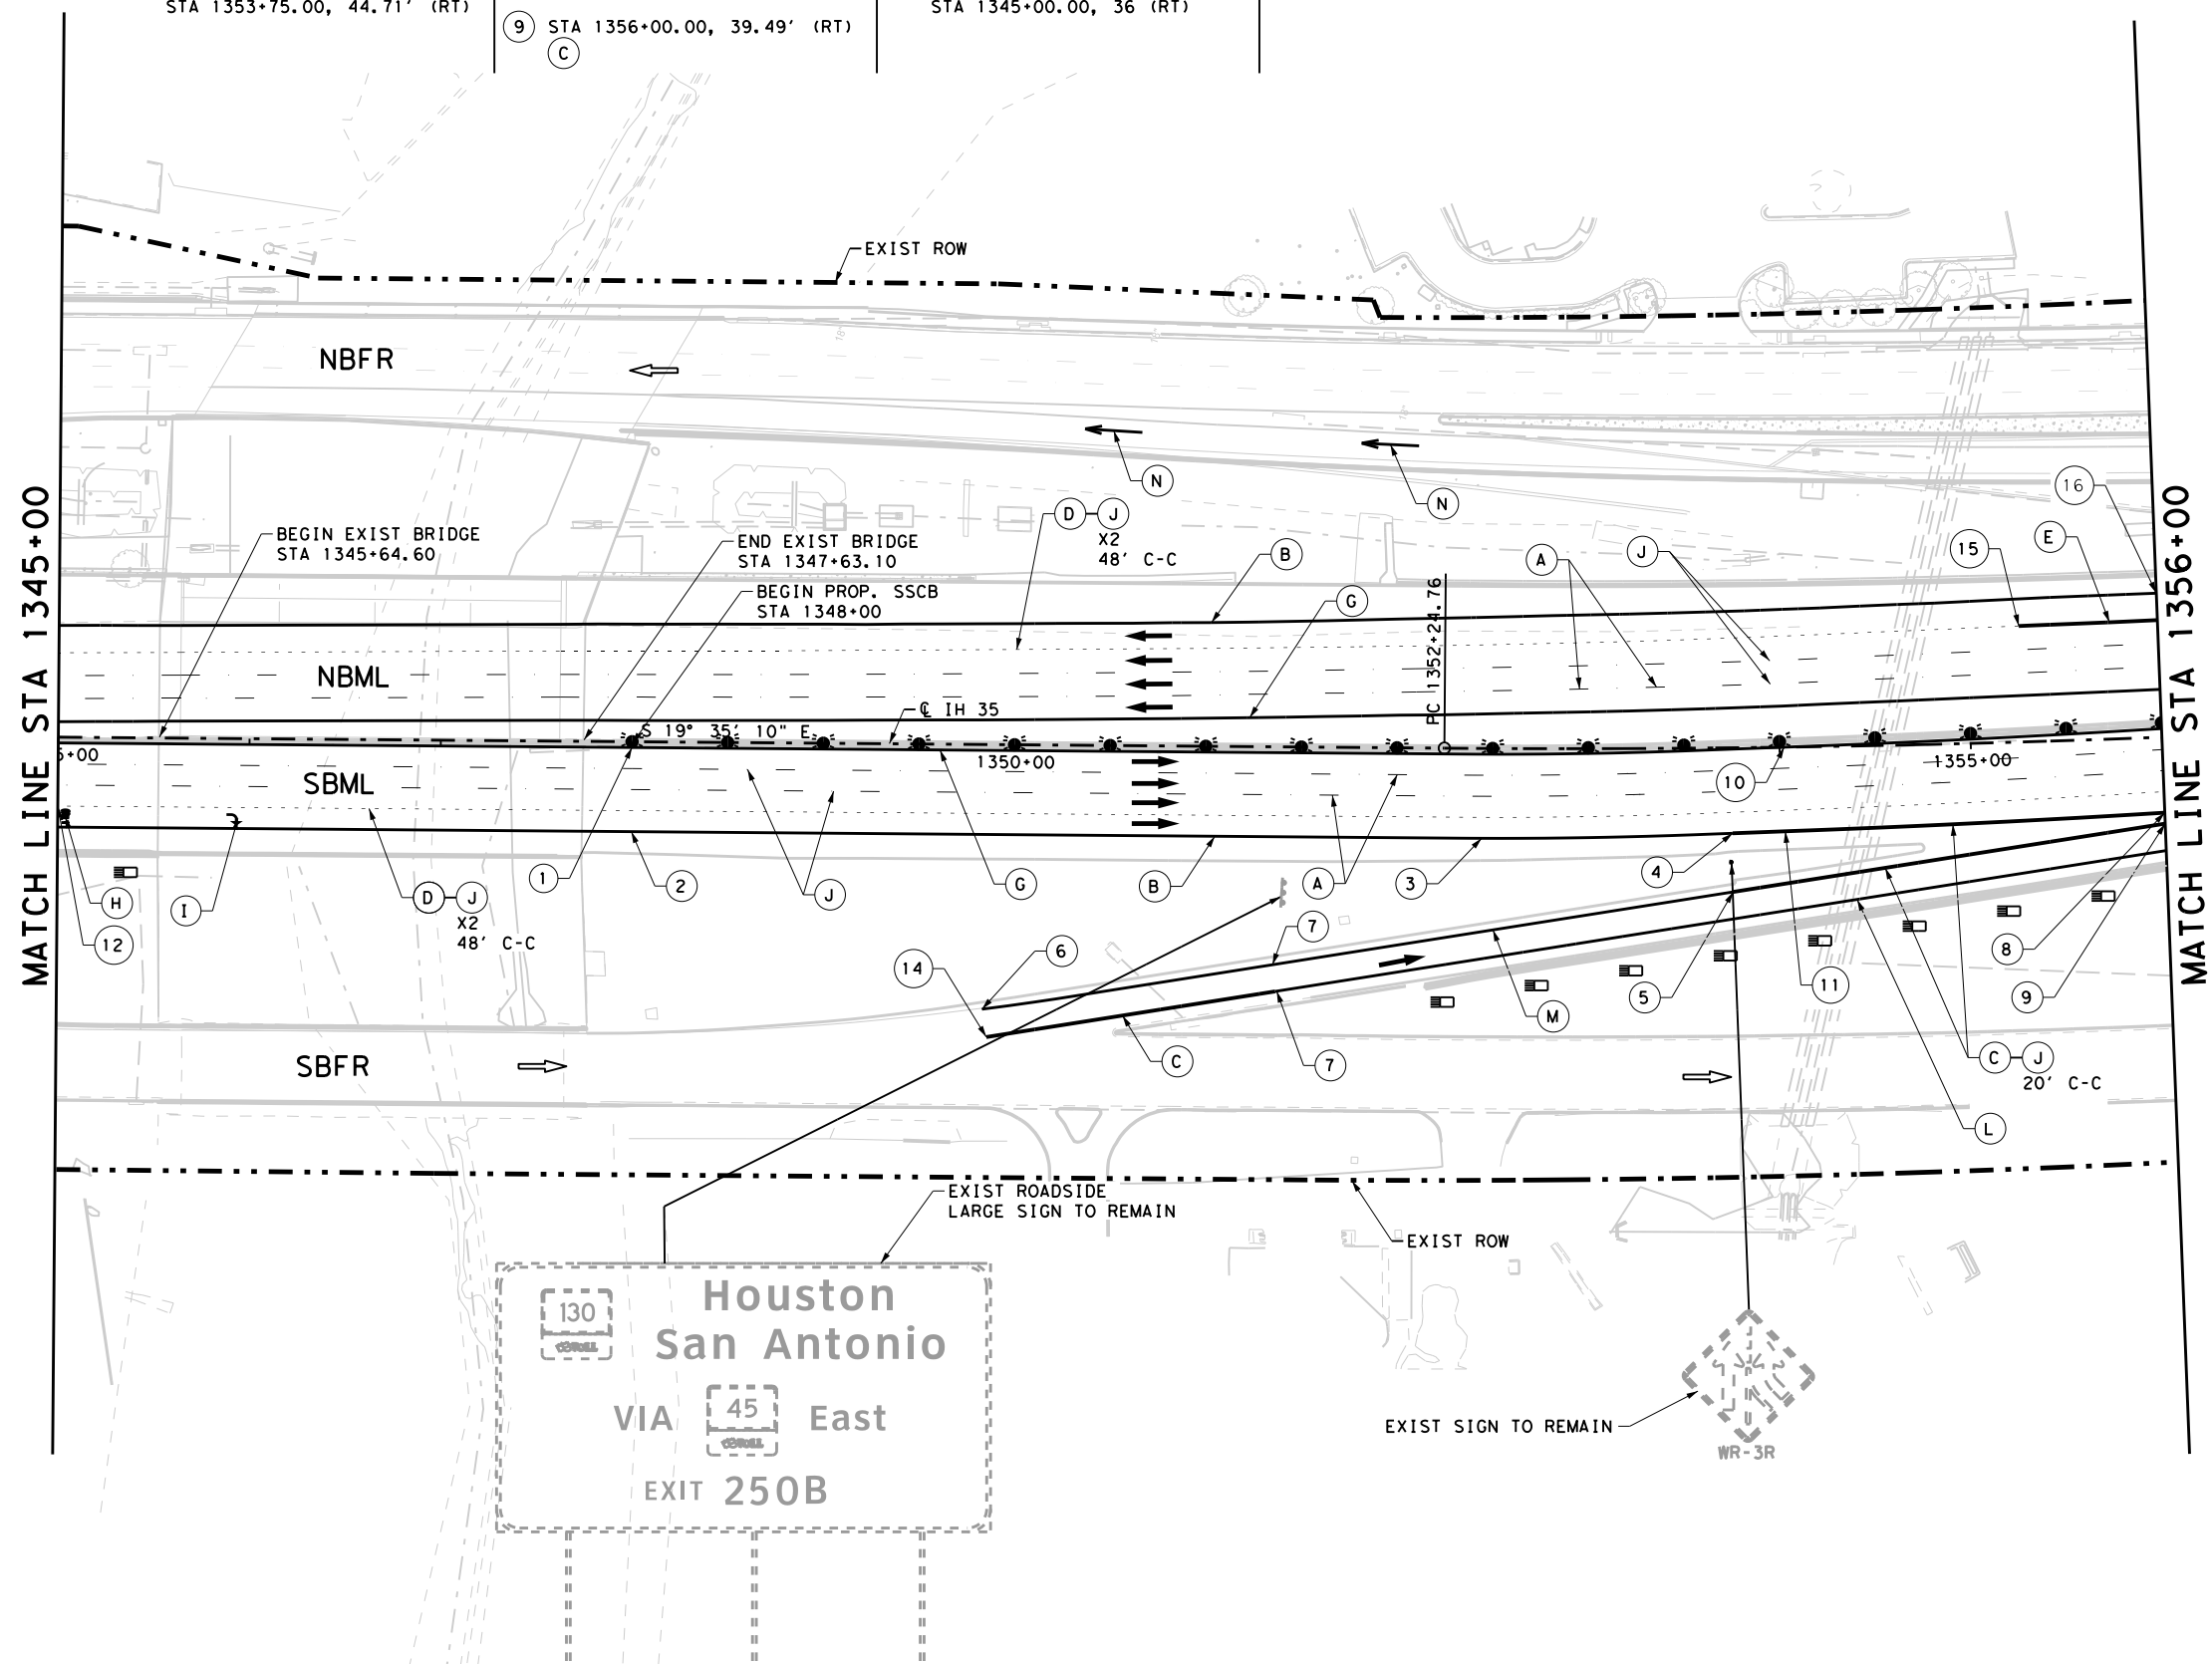 STA 1353+75.00, 44.71' (RT)
9 STA 1356+00.00, 39.49' (RT)
C
STA 1345+00.00, 36 (RT)
EXIST ROW
NBFR
N
N
16
MATCH LINE STA 1345+00
MATCH LINE STA 1356+00
BEGIN EXIST BRIDGE
STA 1345+64.60
END EXIST BRIDGE
STA 1347+63.10
BEGIN PROP. SSCB
STA 1348+00
D J
X2
48' C-C
B
G
A
J
15
E
PC 1352+24.76
NBML
S 19° 35' 10" E
℄ IH 35
5+00
1350+00
1355+00
10
SBML
H
12
I
D J
X2
48' C-C
1
2
J
G
B
A
3
4
7
6
14
5
11
8
9
M
C
7
C J
20' C-C
L
SBFR
EXIST ROADSIDE
LARGE SIGN TO REMAIN
EXIST ROW
130
TOLL
Houston
San Antonio
VIA
45
TOLL
East
EXIT 250B
EXIST SIGN TO REMAIN
WR-3R